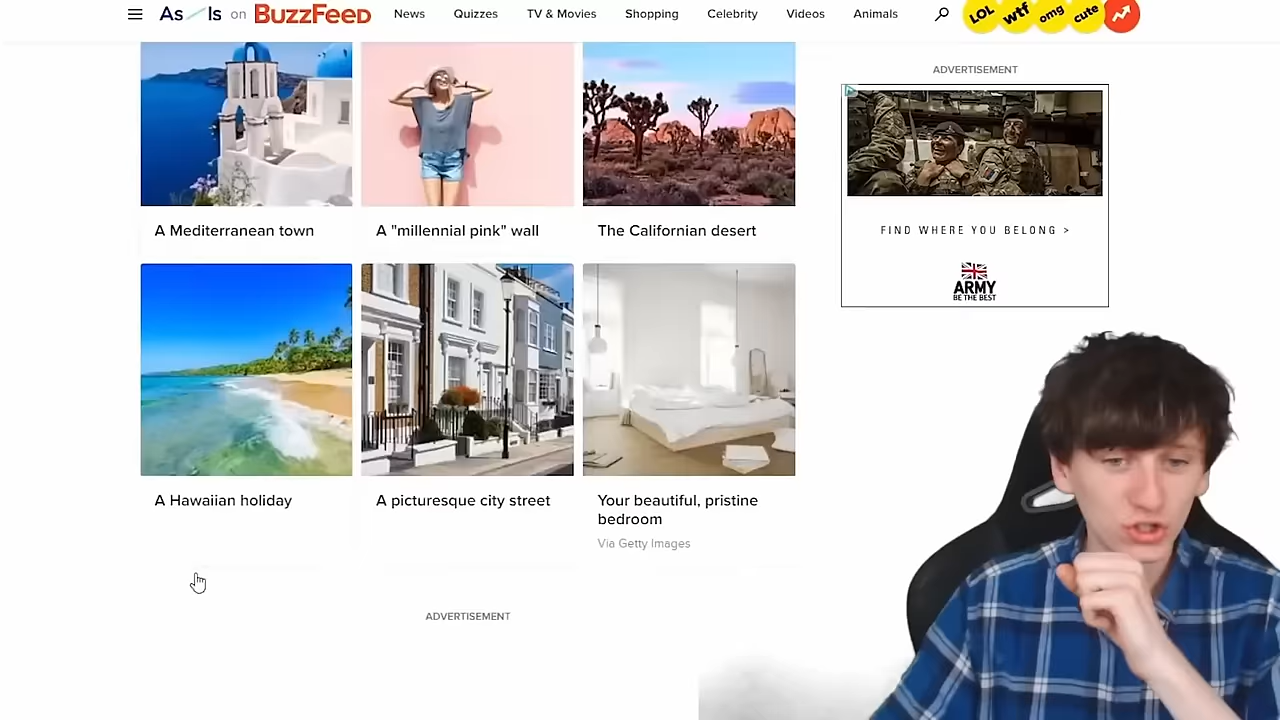 As Is on BuzzFeed News Quizzes TV & Movies Shopping Celebrity Videos Animals LOL wtf omg cute
ADVERTISEMENT
A Mediterranean town
A "millennial pink" wall
The Californian desert
FIND WHERE YOU BELONG >
ARMY
BE THE BEST
A Hawaiian holiday
A picturesque city street
Your beautiful, pristine
bedroom
Via Getty Images
ADVERTISEMENT